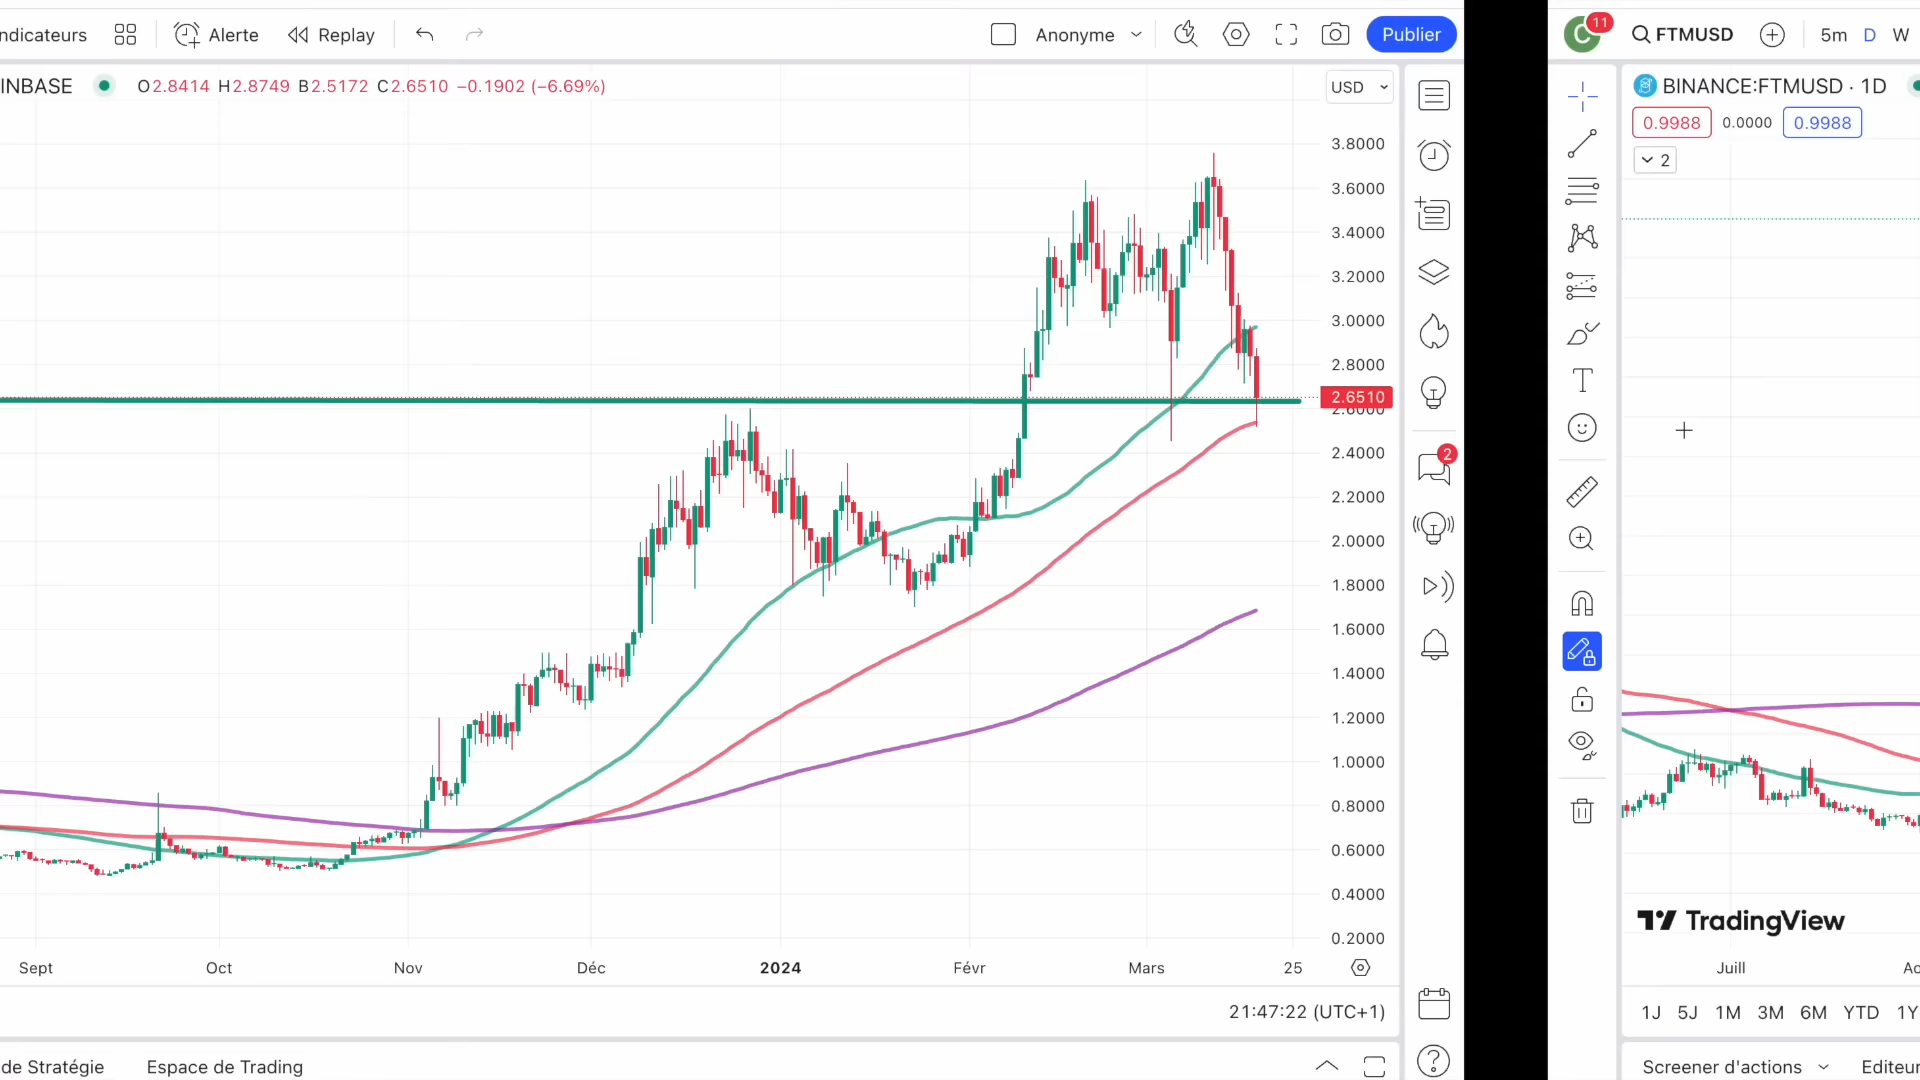 ndicateurs
Alerte
Replay
Anonyme
Publier
INBASE
O2.8414 H2.8749 B2.5172 C2.6510 −0.1902 (−6.69%)
USD
3.8000
3.6000
3.4000
3.2000
3.0000
2.8000
2.6510
2.6000
2.4000
2.2000
2.0000
1.8000
1.6000
1.4000
1.2000
1.0000
0.8000
0.6000
0.4000
0.2000
Sept Oct Nov Déc 2024 Févr Mars 25
21:47:22 (UTC+1)
de Stratégie
Espace de Trading
2
C
11
FTMUSD
5m D W
BINANCE:FTMUSD · 1D
0.9988 0.0000 0.9988
2
TradingView
Juill
1J 5J 1M 3M 6M YTD 1Y
Screener d'actions
Editeur